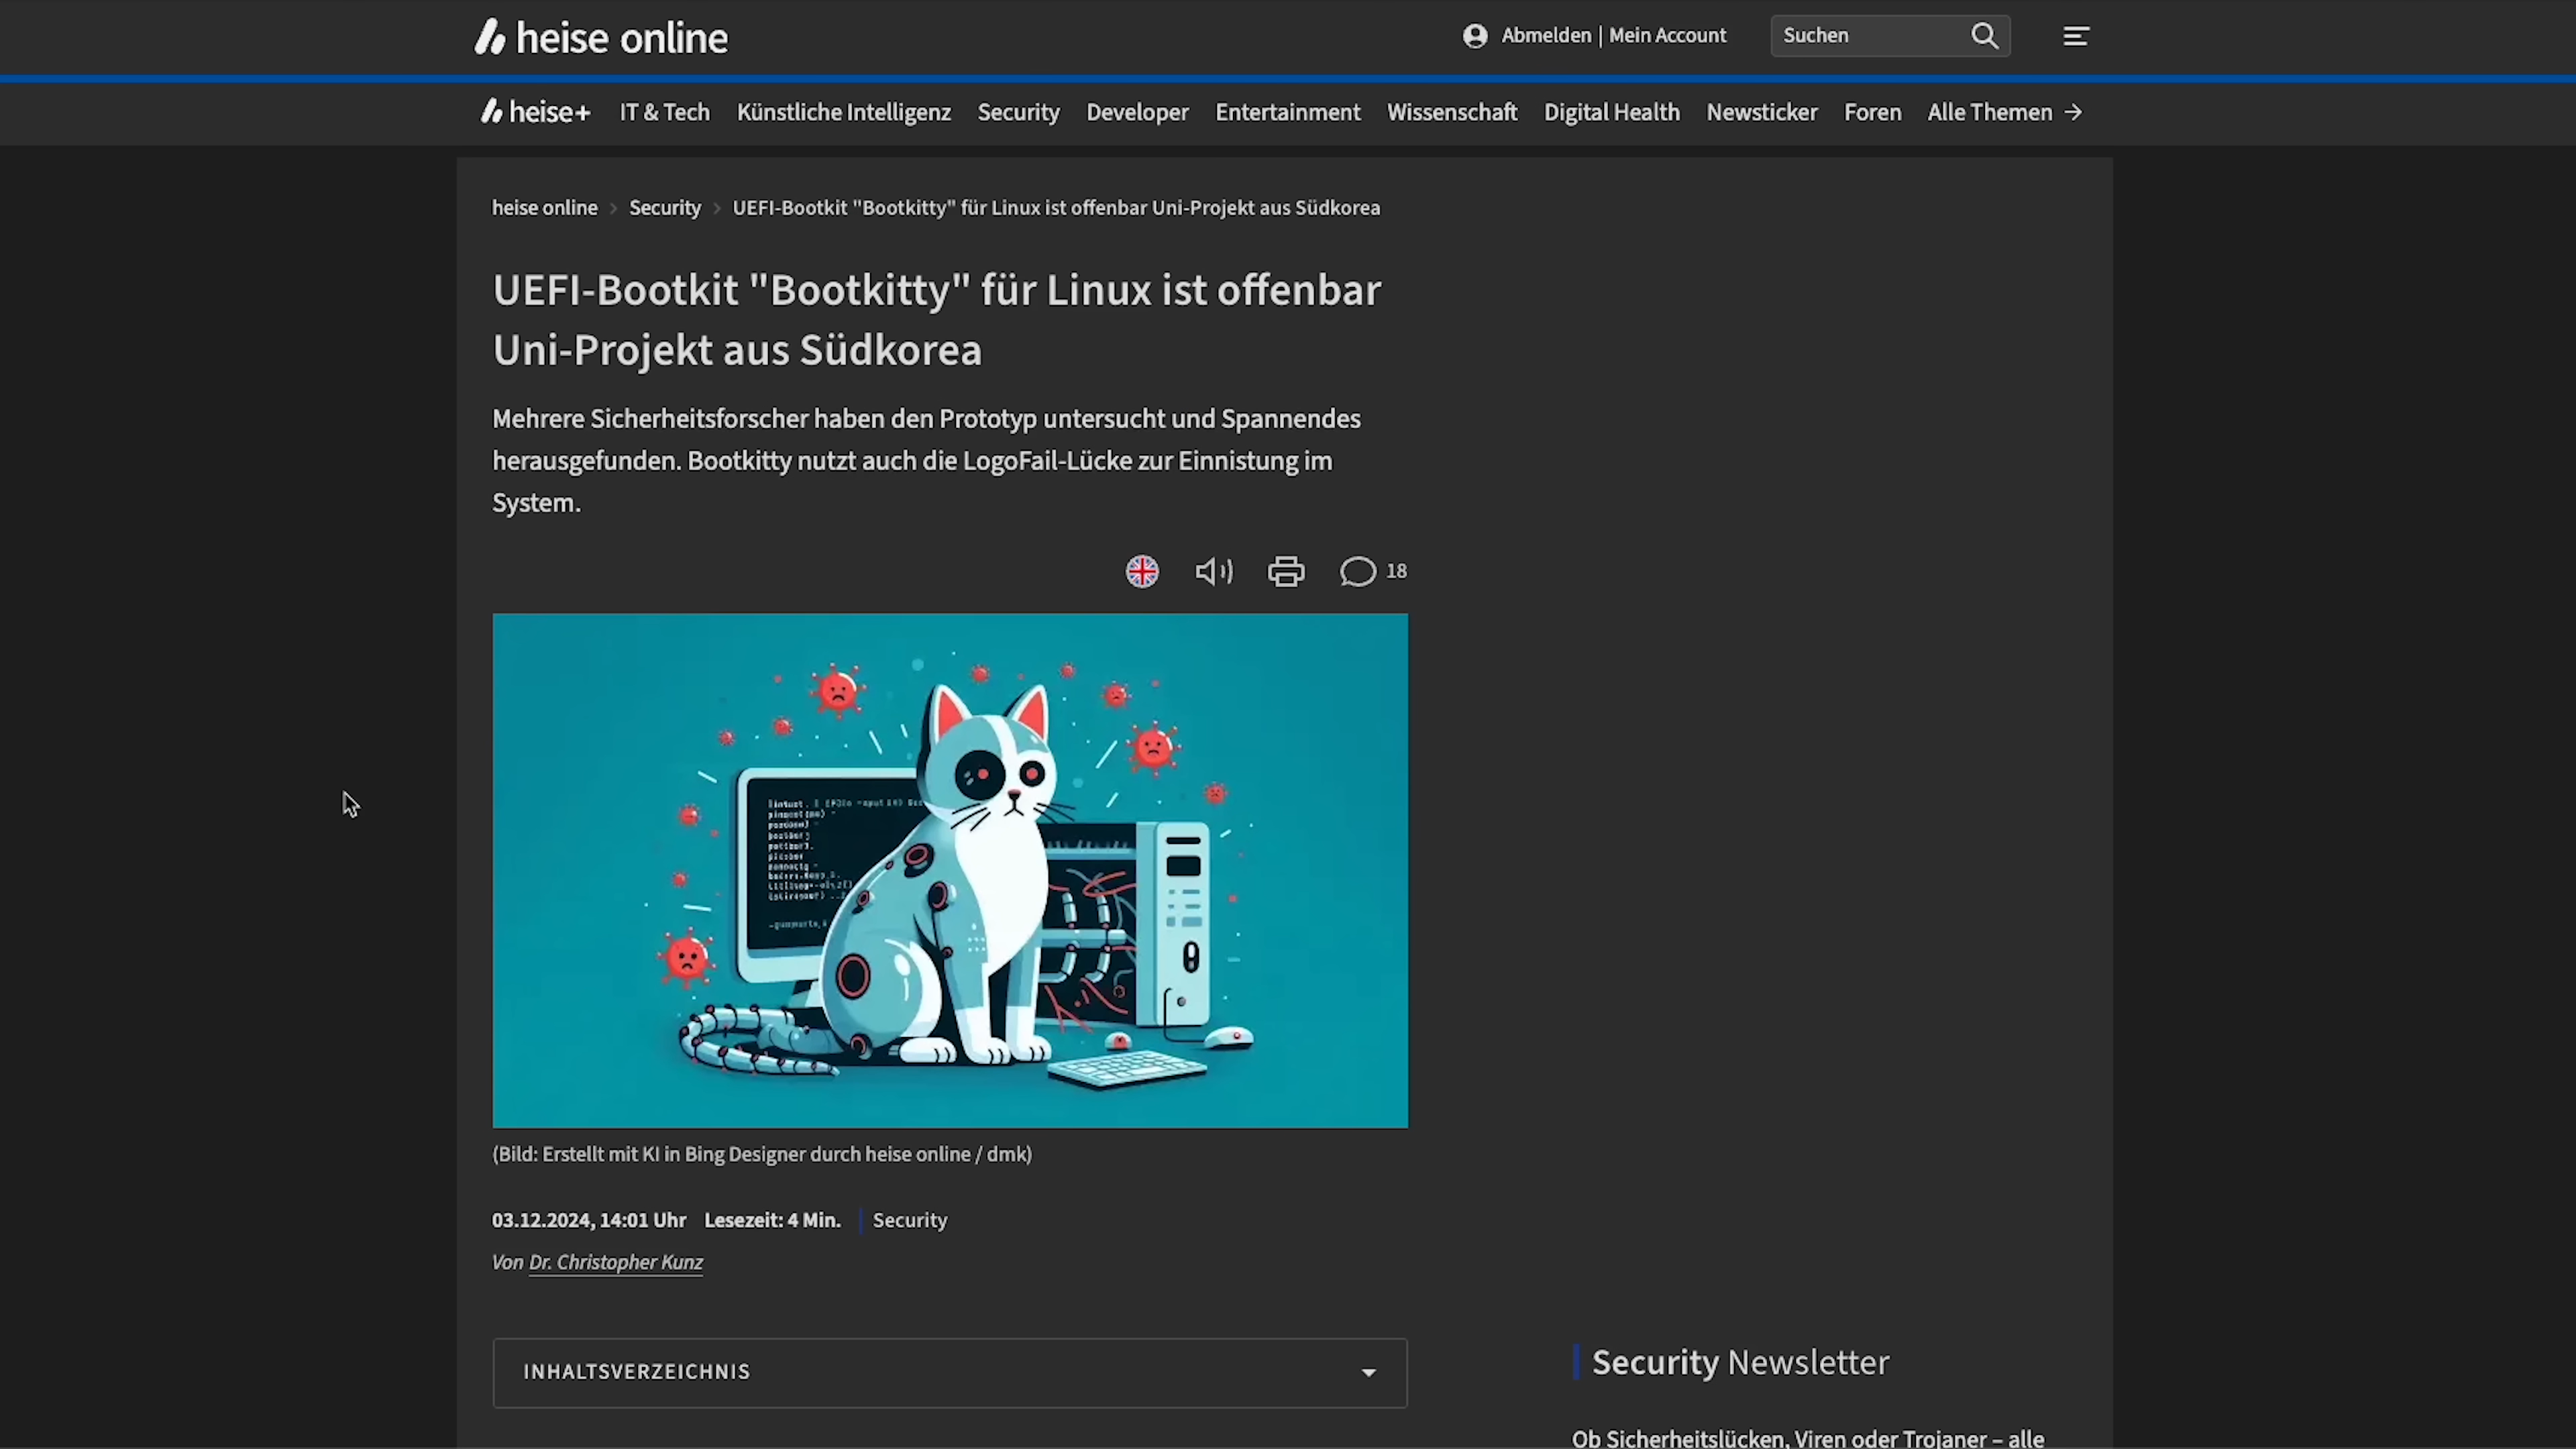 heise online
Abmelden | Mein Account
Suchen
heise+ IT & Tech Künstliche Intelligenz Security Developer Entertainment Wissenschaft Digital Health Newsticker Foren Alle Themen →
heise online > Security > UEFI-Bootkit "Bootkitty" für Linux ist offenbar Uni-Projekt aus Südkorea
UEFI-Bootkit "Bootkitty" für Linux ist offenbar
Uni-Projekt aus Südkorea
Mehrere Sicherheitsforscher haben den Prototyp untersucht und Spannendes
herausgefunden. Bootkitty nutzt auch die LogoFail-Lücke zur Einnistung im
System.
18
(Bild: Erstellt mit KI in Bing Designer durch heise online / dmk)
03.12.2024, 14:01 Uhr Lesezeit: 4 Min. Security
Von Dr. Christopher Kunz
INHALTSVERZEICHNIS
Security Newsletter
Ob Sicherheitslücken, Viren oder Trojaner – alle